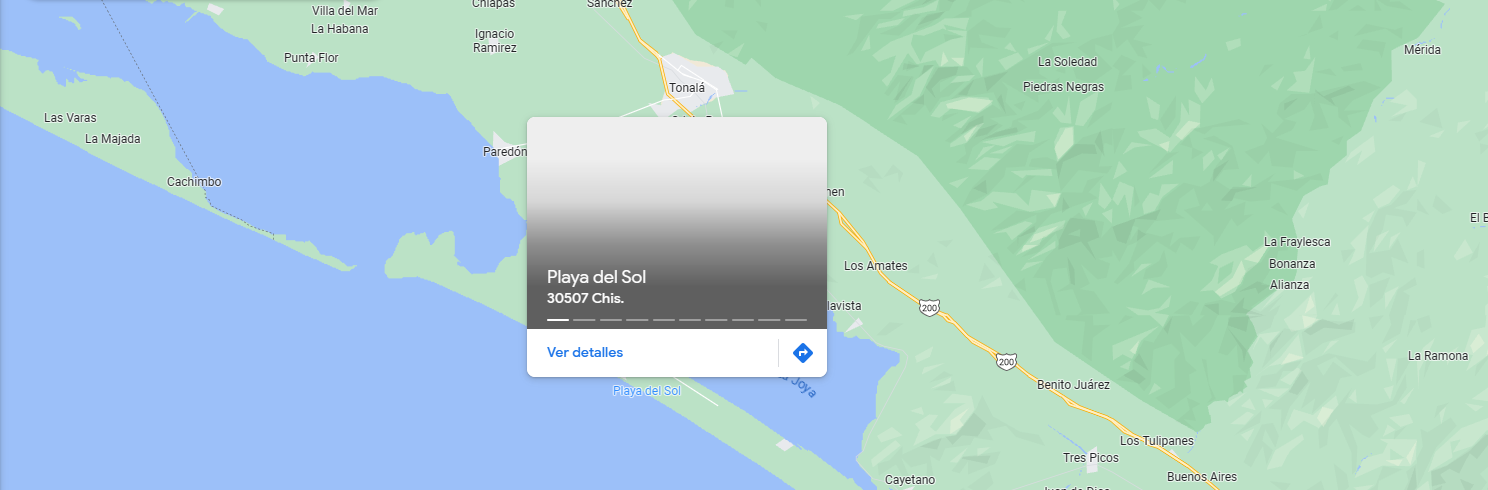 Villa del Mar
Chiapas
Sánchez
La Habana
Ignacio
Ramirez
Punta Flor
Mérida
La Soledad
Piedras Negras
Tonalá
Las Varas
La Majada
Paredón
Cachimbo
El
La Fraylesca
Bonanza
Alianza
Los Amates
Playa del Sol
30507 Chis.
200
Ver detalles
200
La Ramona
Benito Juárez
Playa del Sol
Joya
Los Tulipanes
Tres Picos
Cayetano
Buenos Aires